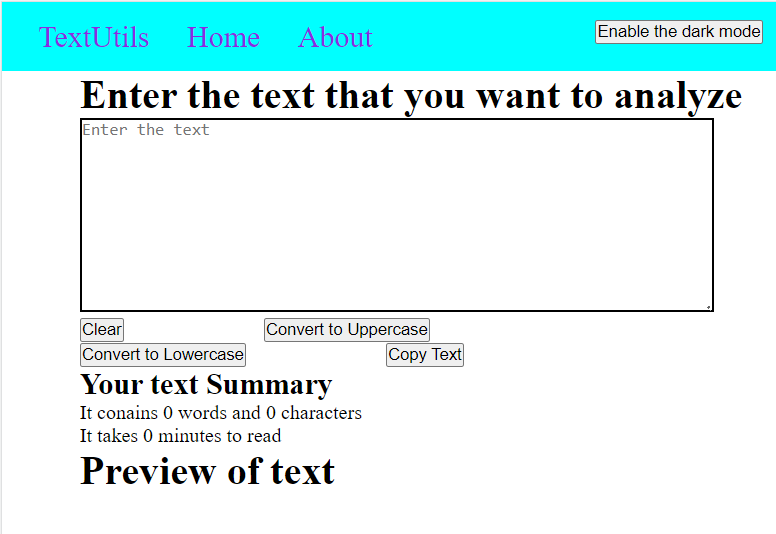 TextUtils Home About Enable the dark mode
Enter the text that you want to analyze
Enter the text
Clear Convert to Uppercase
Convert to Lowercase Copy Text
Your text Summary
It conains 0 words and 0 characters
It takes 0 minutes to read
Preview of text